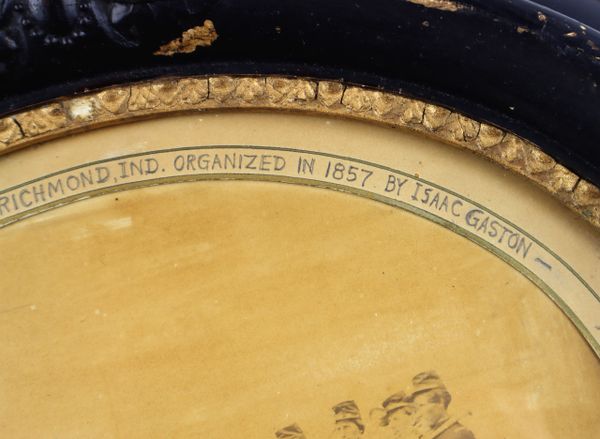 RICHMOND, IND. ORGANIZED IN 1857 BY ISAAC GASTON —